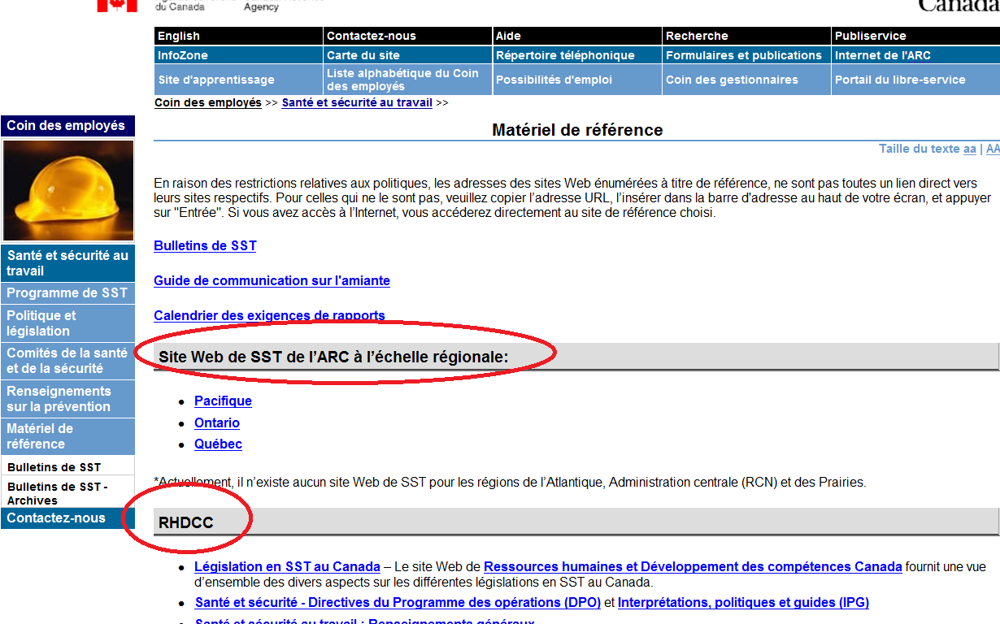 du Canada Agency
Canada
English Contactez-nous Aide Recherche Publiservice
InfoZone Carte du site Répertoire téléphonique Formulaires et publications Internet de l'ARC
Site d'apprentissage Liste alphabétique du Coin des employés Possibilités d'emploi Coin des gestionnaires Portail du libre-service
Coin des employés >> Santé et sécurité au travail >>
Coin des employés
Santé et sécurité au
travail
Programme de SST
Politique et
législation
Comités de la santé
et de la sécurité
Renseignements
sur la prévention
Matériel de
référence
Bulletins de SST
Bulletins de SST -
Archives
Contactez-nous
Matériel de référence
Taille du texte aa | AA
En raison des restrictions relatives aux politiques, les adresses des sites Web énumérées à titre de référence, ne sont pas toutes un lien direct vers
leurs sites respectifs. Pour celles qui ne le sont pas, veuillez copier l’adresse URL, l’insérer dans la barre d'adresse au haut de votre écran, et appuyer
sur "Entrée". Si vous avez accès à l’Internet, vous accéderez directement au site de référence choisi.
Bulletins de SST
Guide de communication sur l'amiante
Calendrier des exigences de rapports
Site Web de SST de l’ARC à l’échelle régionale:
• Pacifique
• Ontario
• Québec
*Actuellement, il n’existe aucun site Web de SST pour les régions de l’Atlantique, Administration centrale (RCN) et des Prairies.
RHDCC
• Législation en SST au Canada – Le site Web de Ressources humaines et Développement des compétences Canada fournit une vue
d’ensemble des divers aspects sur les différentes législations en SST au Canada.
• Santé et sécurité - Directives du Programme des opérations (DPO) et Interprétations, politiques et guides (IPG)
• Santé et sécurité au travail : Renseignements généraux